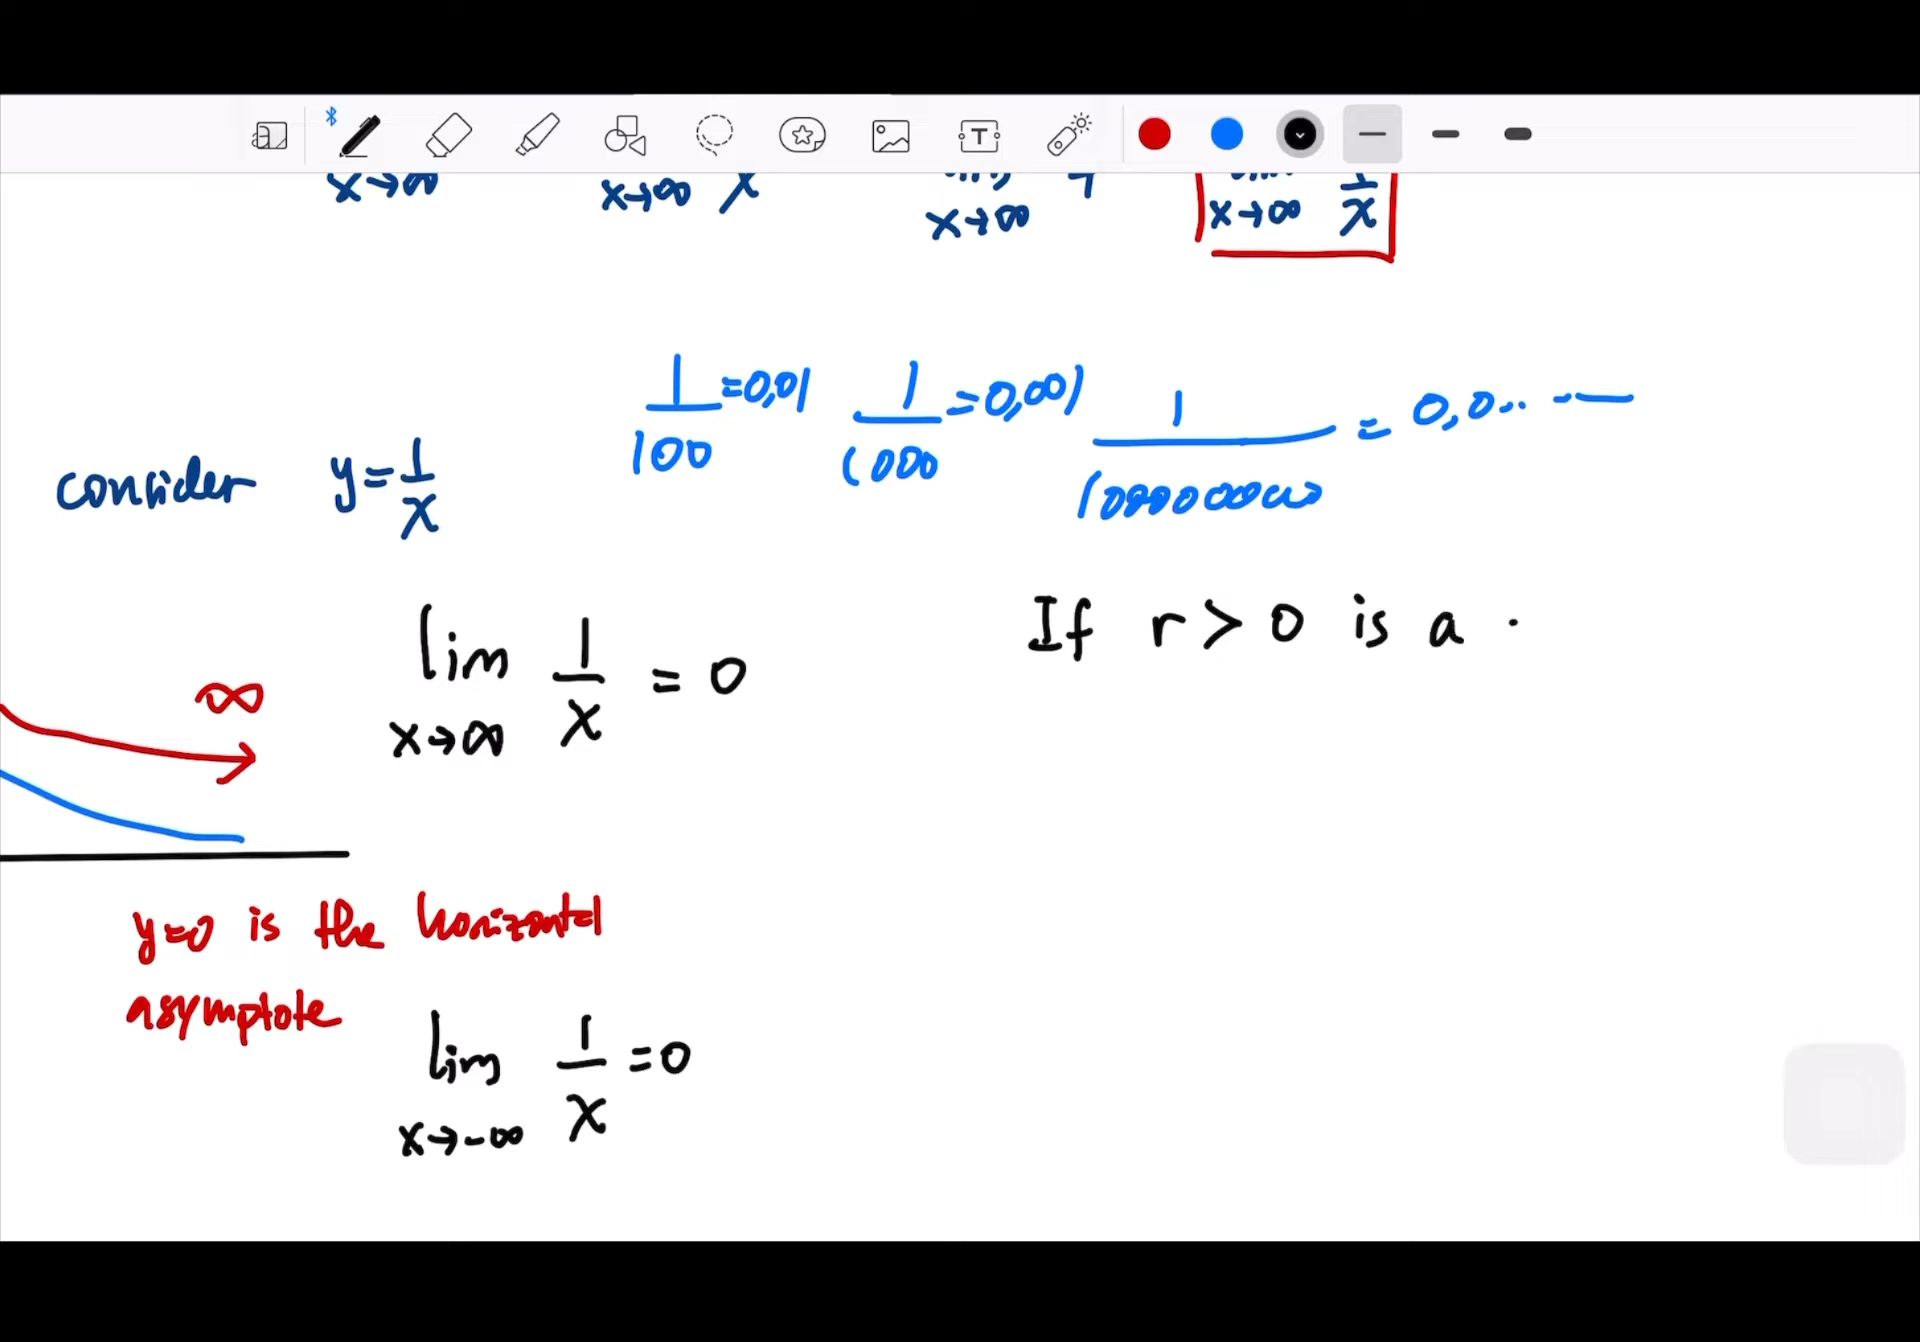 x→∞ x→∞ x x→∞ x→∞ 1/x
1/100 =0,01 1/1000 =0,001 1/1000000000 = 0,0.. ..—
consider y=1/x
If r > 0 is a .
lim x→∞ 1/x = 0
∞
y=0 is the horizontal
asymptote
lim x→-∞ 1/x =0